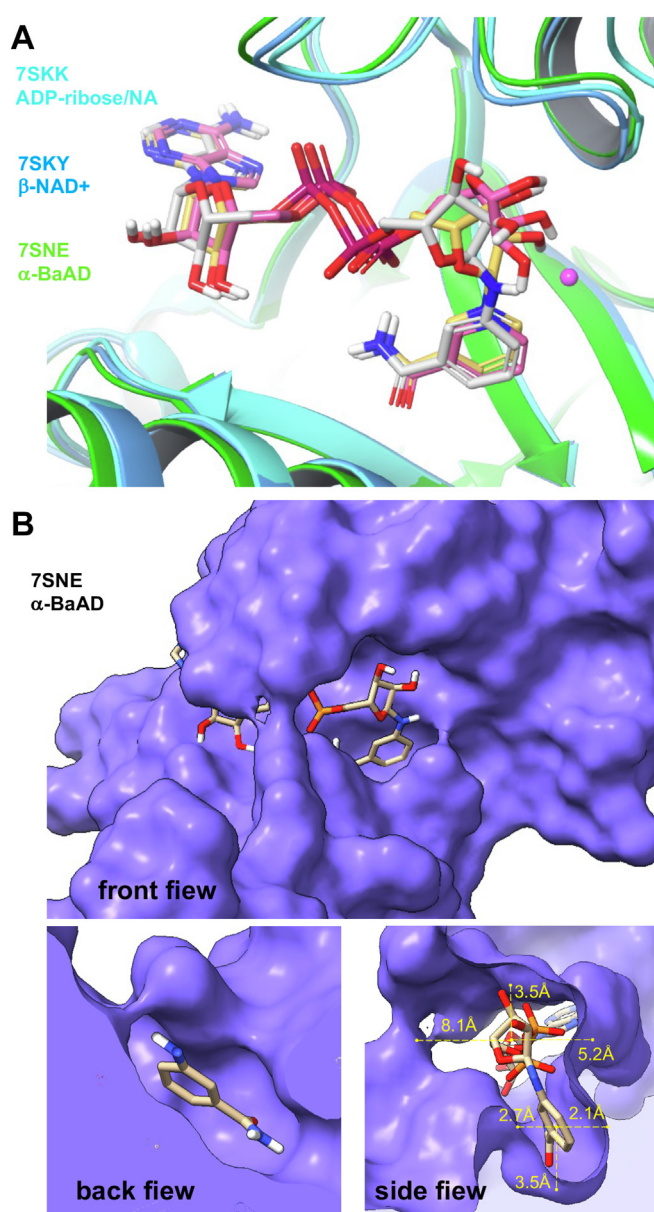 A
7SKK
ADP-ribose/NA
7SKY
β-NAD+
7SNE
α-BaAD
B
7SNE
α-BaAD
front fiew
back fiew
3.5Å
8.1Å
5.2Å
2.7Å
2.1Å
3.5Å
side fiew